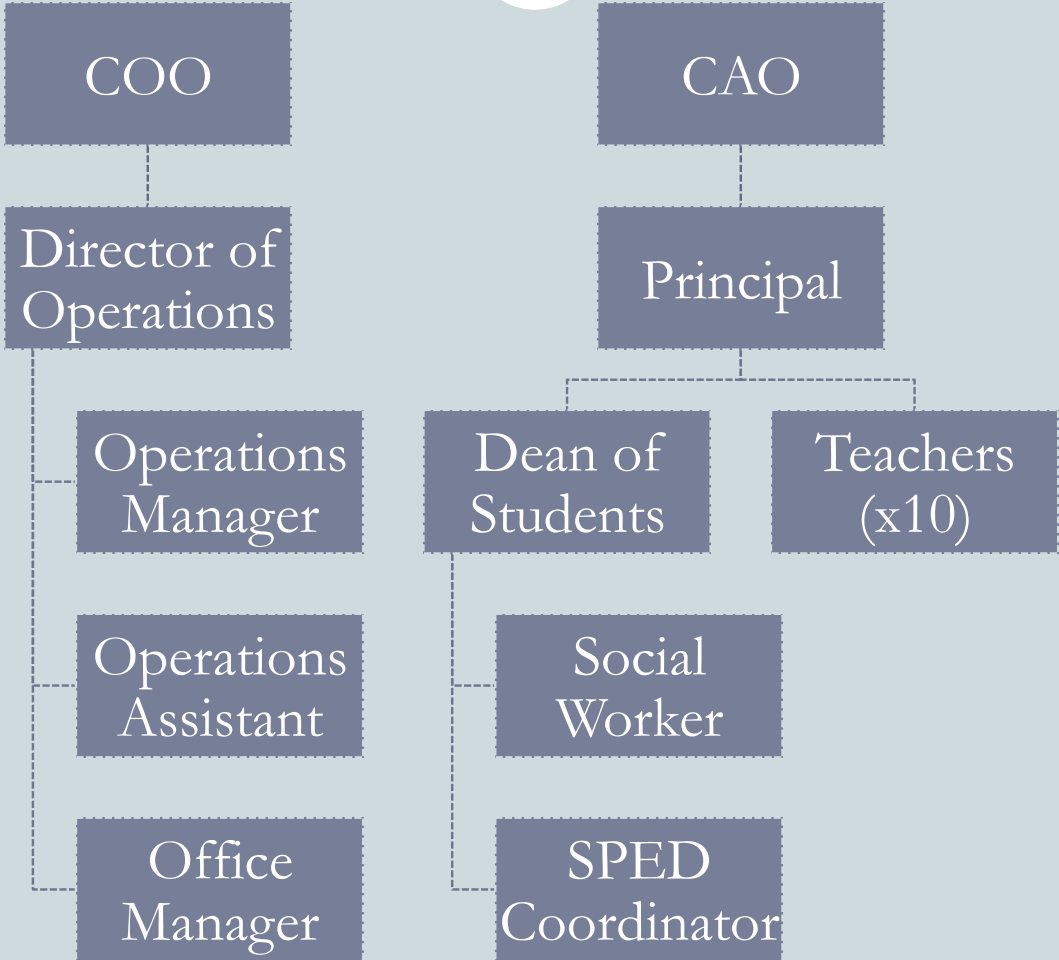 COO
Director of
Operations
Operations
Manager
Operations
Assistant
Office
Manager
CAO
Principal
Dean of
Students
Social
Worker
SPED
Coordinator
Teachers
(x10)